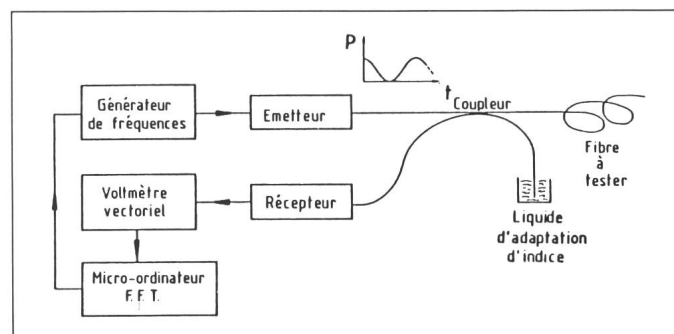 P
t
Générateur
de fréquences
Emetteur
Coupleur
Fibre
à
tester
Voltmètre
vectoriel
Récepteur
Liquide
d'adaptation
d'indice
Micro-ordinateur
F. F. T.